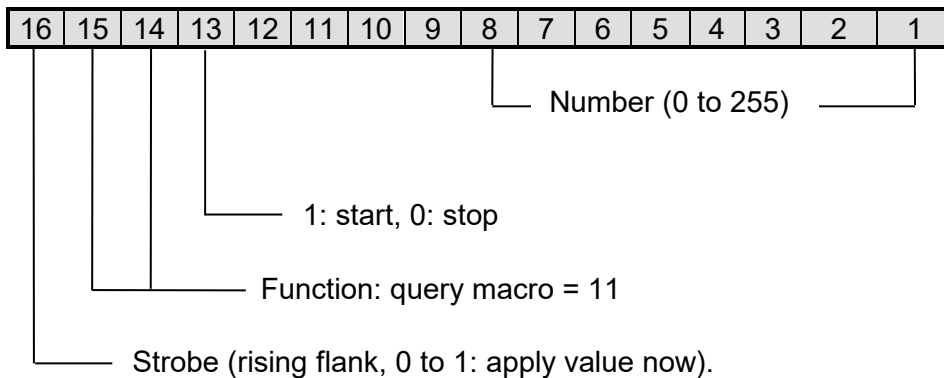 16 15 14 13 12 11 10 9 8 7 6 5 4 3 2 1
Number (0 to 255)
1: start, 0: stop
Function: query macro = 11
Strobe (rising flank, 0 to 1: apply value now).